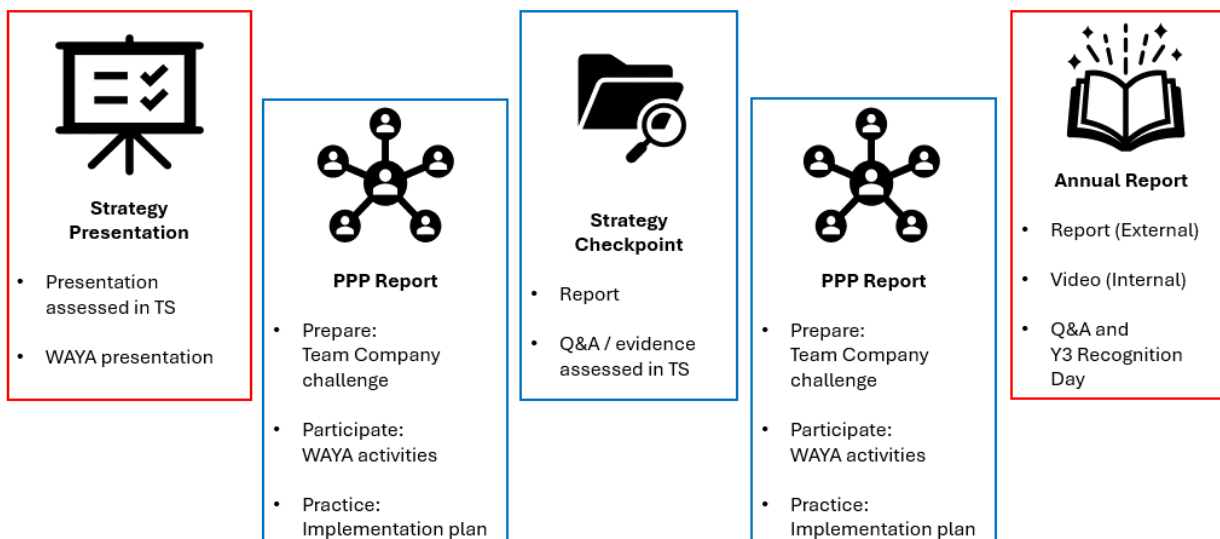 Strategy
Presentation
• Presentation
assessed in TS
• WAYA presentation
PPP Report
• Prepare:
Team Company
challenge
• Participate:
WAYA activities
• Practice:
Implementation plan
Strategy
Checkpoint
• Report
• Q&A / evidence
assessed in TS
PPP Report
• Prepare:
Team Company
challenge
• Participate:
WAYA activities
• Practice:
Implementation plan
Annual Report
• Report (External)
• Video (Internal)
• Q&A and
Y3 Recognition
Day